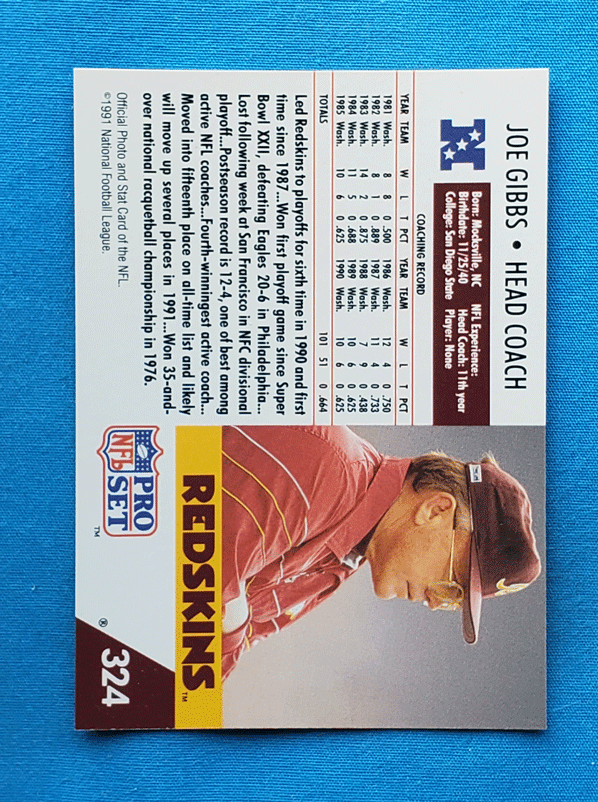 JOE GIBBS • HEAD COACH
N
Born: Mocksville, NC NFL Experience:
Birthdate: 11/25/40 Head Coach: 11th year
College: San Diego State Player: None
COACHING RECORD
YEAR TEAM W L T PCT YEAR TEAM W L T PCT
1981 Wash. 8 8 0 .500 1986 Wash. 12 4 0 .750
1982 Wash. 8 1 0 .889 1987 Wash. 11 4 0 .733
1983 Wash. 14 2 0 .875 1988 Wash. 7 9 0 .438
1984 Wash. 11 5 0 .688 1989 Wash. 10 6 0 .625
1985 Wash. 10 6 0 .625 1990 Wash. 10 6 0 .625
TOTALS 101 51 0 .664
Led Redskins to playoffs for sixth time in 1990 and first
time since 1987...Won first playoff game since Super
Bowl XXII, defeating Eagles 20-6 in Philadelphia...
Lost following week at San Francisco in NFC divisional
playoff...Postseason record is 12-4, one of best among
active NFL coaches...Fourth-winningest active coach...
Moved into fifteenth place on all-time list and likely
will move up several places in 1991...Won 35-and-
over national racquetball championship in 1976.
Official Photo and Stat Card of the NFL.
©1991 National Football League.
REDSKINS™
PRO
NFL SET™
® 324